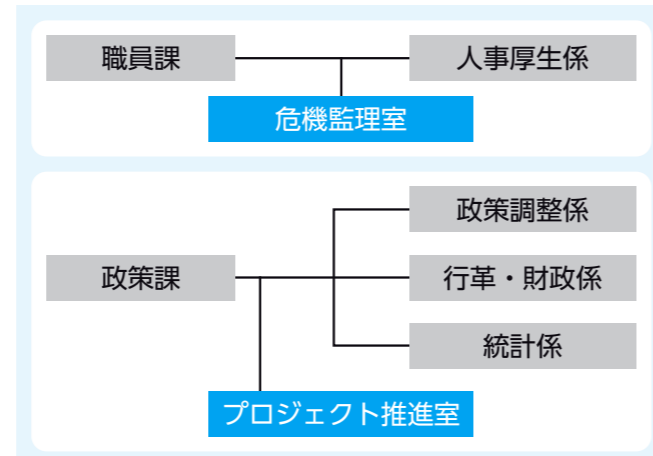 職員課
人事厚生係
危機監理室
政策調整係
政策課
行革・財政係
統計係
プロジェクト推進室